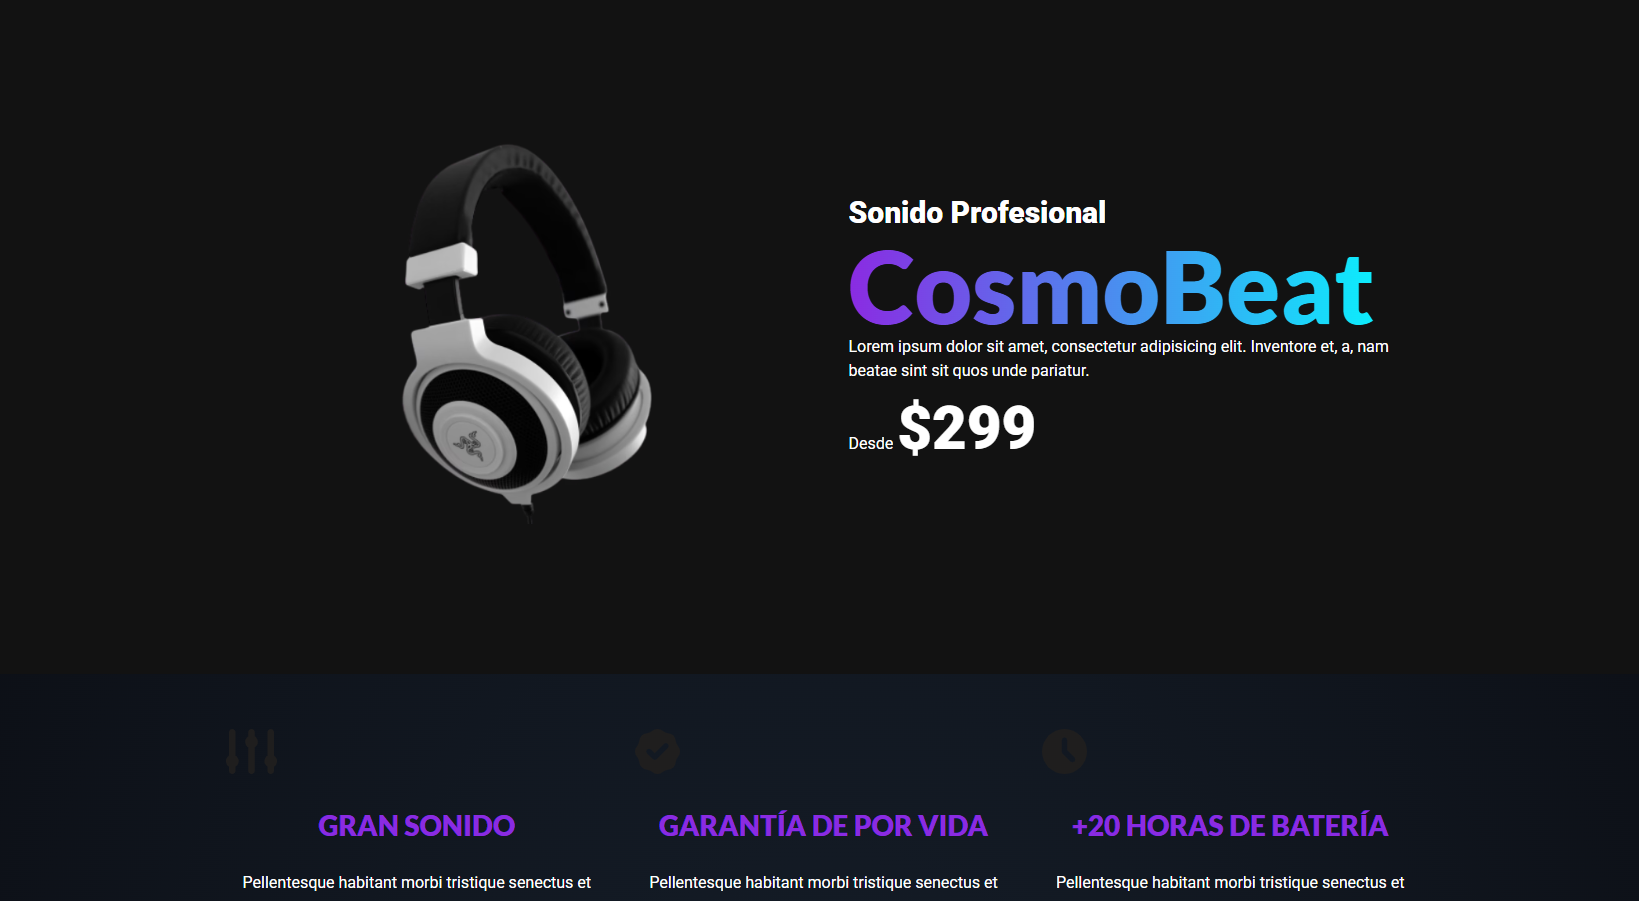 Sonido Profesional
CosmoBeat
Lorem ipsum dolor sit amet, consectetur adipisicing elit. Inventore et, a, nam
beatae sint sit quos unde pariatur.
Desde $299
GRAN SONIDO
Pellentesque habitant morbi tristique senectus et
GARANTÍA DE POR VIDA
Pellentesque habitant morbi tristique senectus et
+20 HORAS DE BATERÍA
Pellentesque habitant morbi tristique senectus et